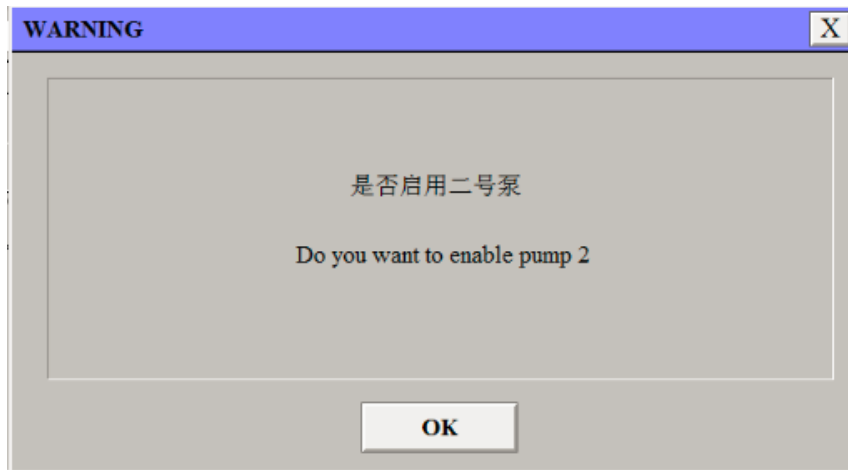 WARNING
X
是否启用二号泵
Do you want to enable pump 2
OK